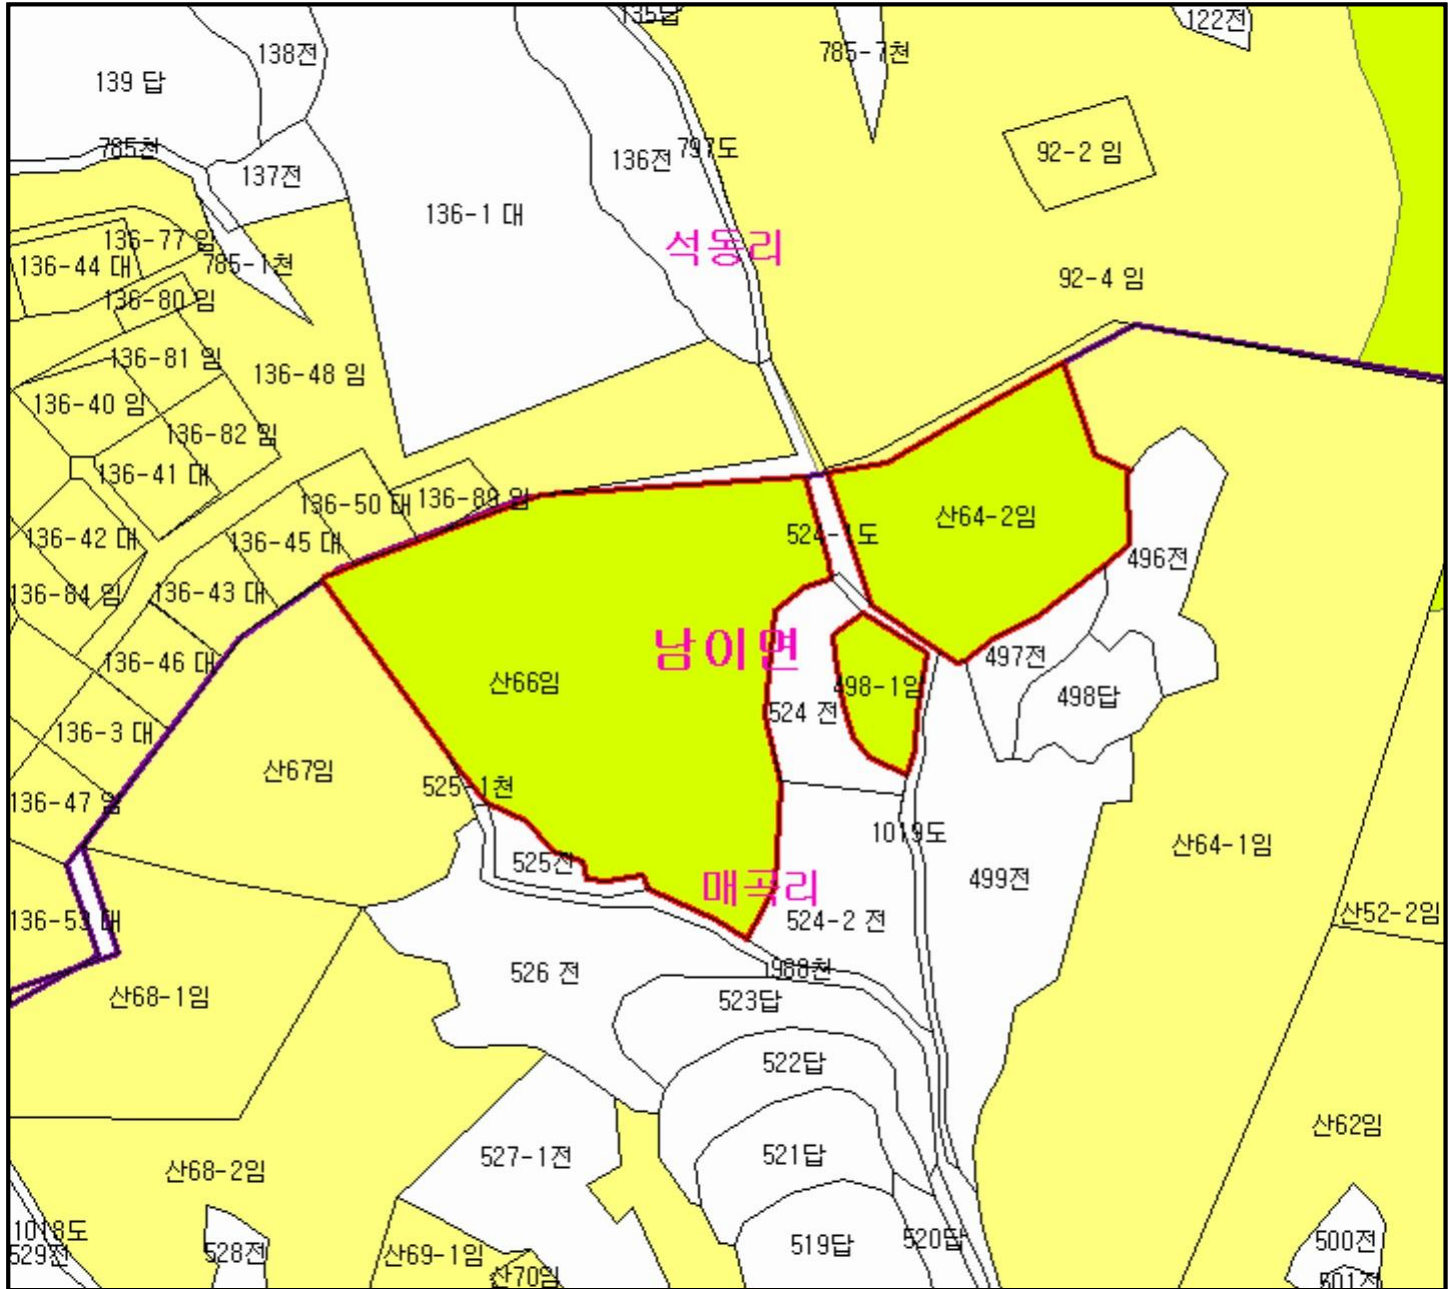 135답
122전
138전
785-7천
139 답
785천
797도
136전
92-2 임
137전
136-1 대
136-77 임
석동리
136-44 대
785-1천
92-4 임
136-80 임
136-81 임
136-48 임
136-40 임
136-82 임
136-41 대
136-50 대
136-89 임
산64-2임
136-42 대
136-45 대
524-1도
496전
136-84 임
136-43 대
남이면
136-46 대
497전
산66임
498-1임
498답
524 전
136-3 대
산67임
525-1천
136-47 임
1019도
산64-1임
525전
499전
매곡리
산52-2임
136-53 대
524-2 전
526 전
988천
산68-1임
523답
522답
산62임
521답
527-1전
산68-2임
1018도
529전
528전
산69-1임
산70임
519답
520답
500전
501전